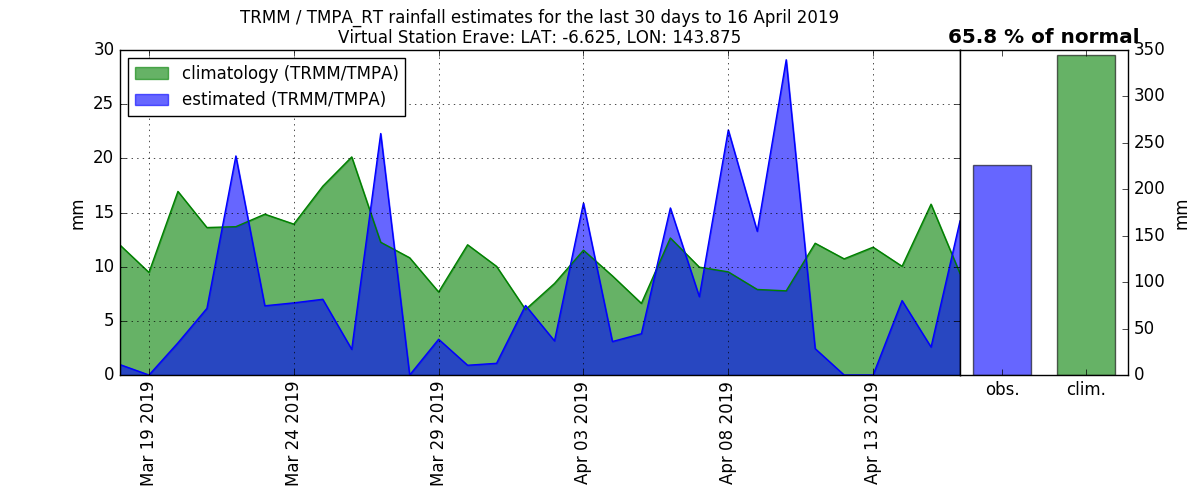 TRMM / TMPA_RT rainfall estimates for the last 30 days to 16 April 2019
Virtual Station Erave: LAT: -6.625, LON: 143.875
65.8 % of normal
climatology (TRMM/TMPA)
estimated (TRMM/TMPA)
30
25
20
15
10
5
0
mm
Mar 19 2019
Mar 24 2019
Mar 29 2019
Apr 03 2019
Apr 08 2019
Apr 13 2019
obs.
clim.
350
300
250
200
150
100
50
0
mm